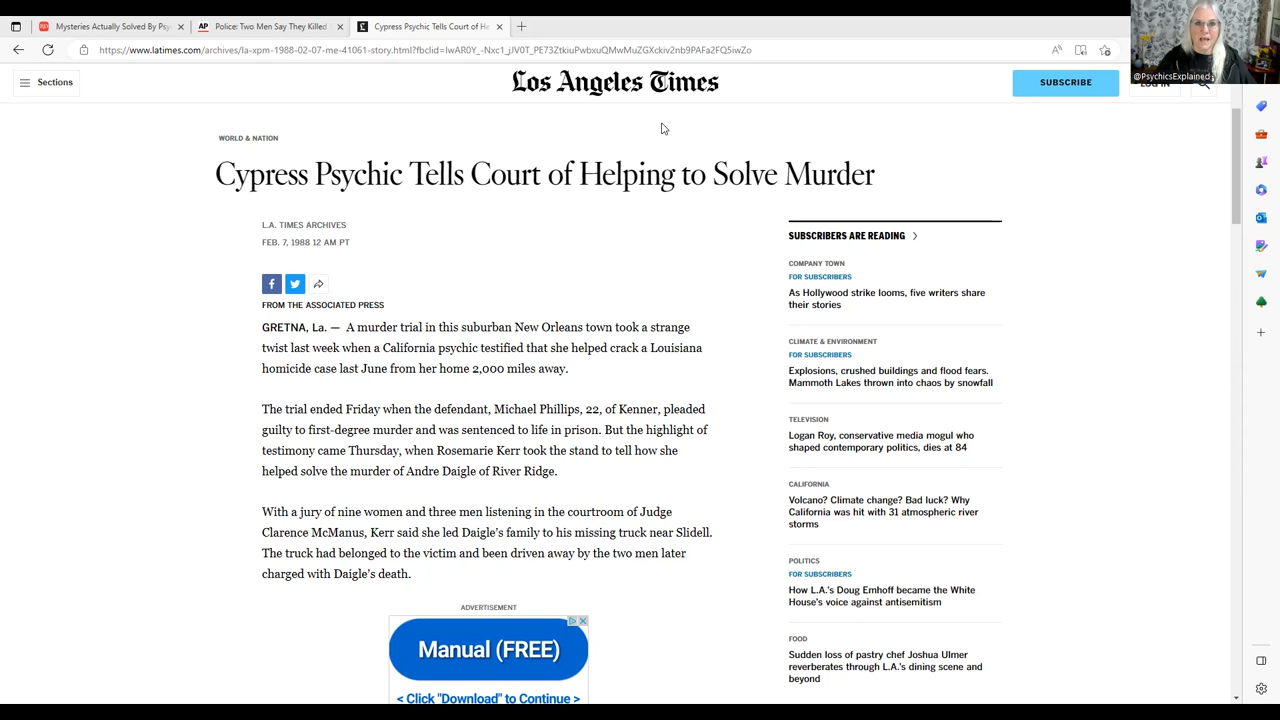 Mysteries Actually Solved By Psy
Police: Two Men Say They Killed
Cypress Psychic Tells Court of He
https://www.latimes.com/archives/la-xpm-1988-02-07-me-41061-story.html?fbclid=IwAR0Y_-Nxc1_jJV0T_PE73ZtkiuPwbxuQMwMuZGXckiv2nb9PAFa2FQ5iwZo
@PsychicsExplained
Sections
Los Angeles Times
SUBSCRIBE
LOG IN
WORLD & NATION
Cypress Psychic Tells Court of Helping to Solve Murder
L.A. TIMES ARCHIVES
FEB. 7, 1988 12 AM PT
FROM THE ASSOCIATED PRESS
GRETNA, La. — A murder trial in this suburban New Orleans town took a strange
twist last week when a California psychic testified that she helped crack a Louisiana
homicide case last June from her home 2,000 miles away.
The trial ended Friday when the defendant, Michael Phillips, 22, of Kenner, pleaded
guilty to first-degree murder and was sentenced to life in prison. But the highlight of
testimony came Thursday, when Rosemarie Kerr took the stand to tell how she
helped solve the murder of Andre Daigle of River Ridge.
With a jury of nine women and three men listening in the courtroom of Judge
Clarence McManus, Kerr said she led Daigle's family to his missing truck near Slidell.
The truck had belonged to the victim and been driven away by the two men later
charged with Daigle's death.
ADVERTISEMENT
Manual (FREE)
< Click "Download" to Continue >
SUBSCRIBERS ARE READING
COMPANY TOWN
FOR SUBSCRIBERS
As Hollywood strike looms, five writers share
their stories
CLIMATE & ENVIRONMENT
FOR SUBSCRIBERS
Explosions, crushed buildings and flood fears.
Mammoth Lakes thrown into chaos by snowfall
TELEVISION
Logan Roy, conservative media mogul who
shaped contemporary politics, dies at 84
CALIFORNIA
Volcano? Climate change? Bad luck? Why
California was hit with 31 atmospheric river
storms
POLITICS
FOR SUBSCRIBERS
How L.A.'s Doug Emhoff became the White
House's voice against antisemitism
FOOD
Sudden loss of pastry chef Joshua Ulmer
reverberates through L.A.'s dining scene and
beyond